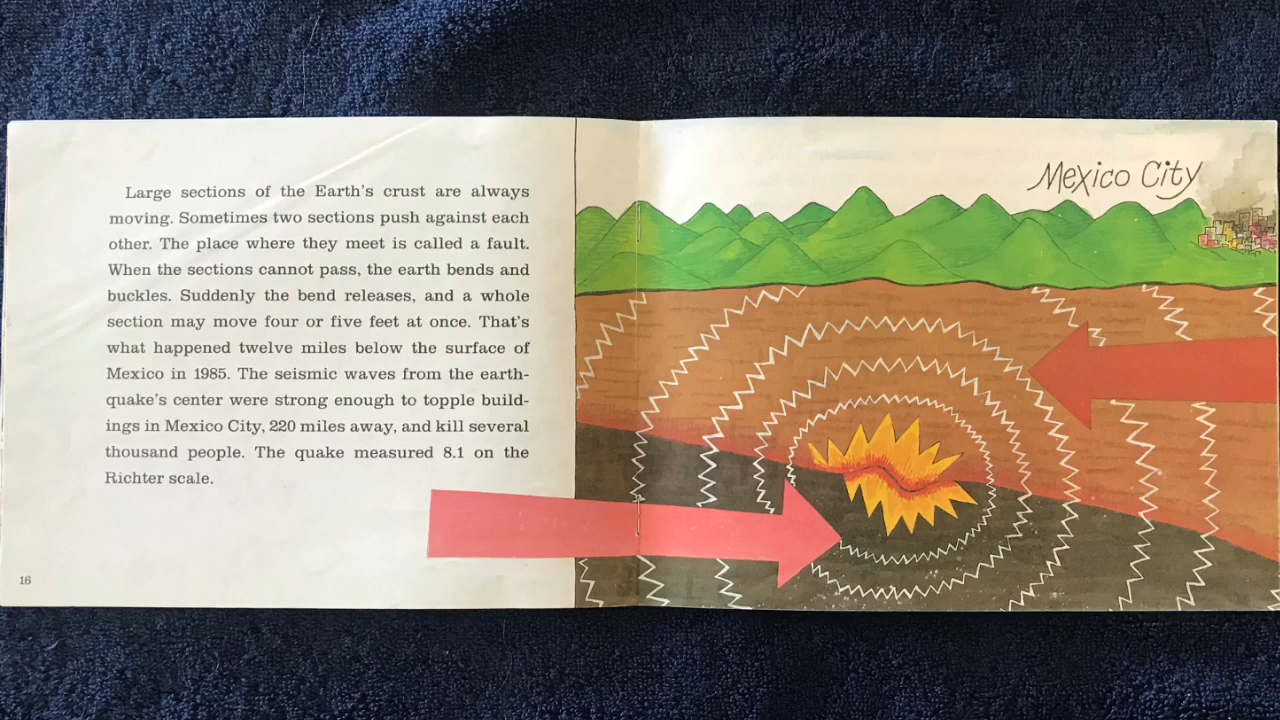 Large sections of the Earth's crust are always
moving. Sometimes two sections push against each
other. The place where they meet is called a fault.
When the sections cannot pass, the earth bends and
buckles. Suddenly the bend releases, and a whole
section may move four or five feet at once. That's
what happened twelve miles below the surface of
Mexico in 1985. The seismic waves from the earth-
quake's center were strong enough to topple build-
ings in Mexico City, 220 miles away, and kill several
thousand people. The quake measured 8.1 on the
Richter scale.
16
Mexico City